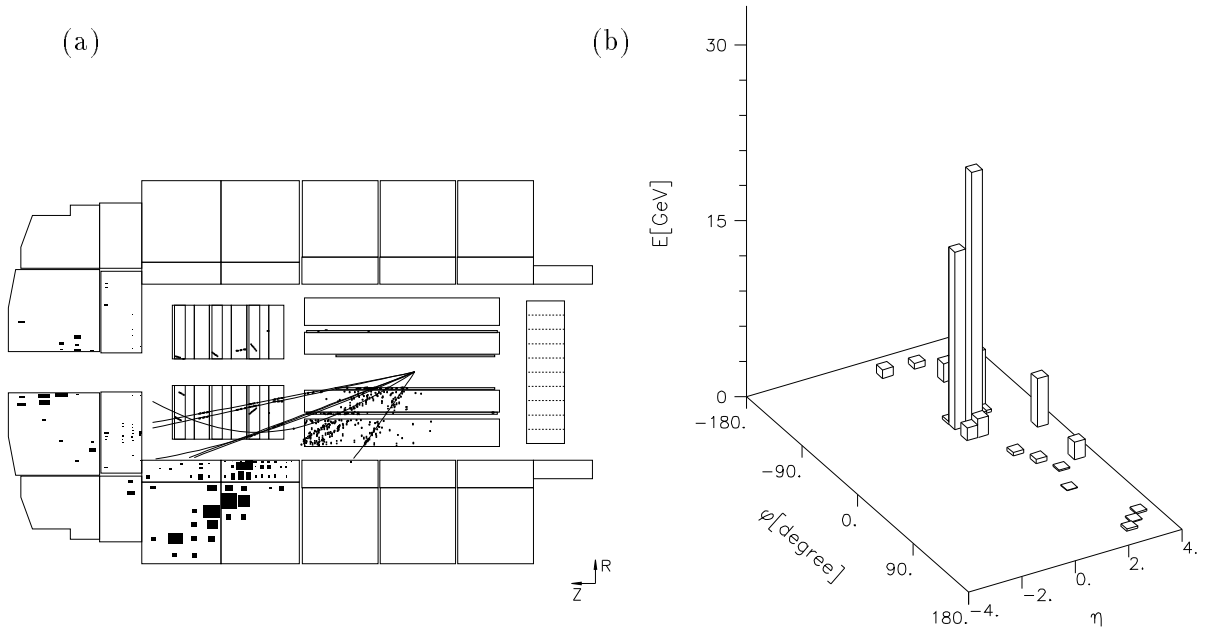 (a)
R
Z
(b)
E[GeV]
30
15
0
-180.
-90.
0.
90.
180.
φ[degree]
-4.
-2.
0.
2.
4.
η